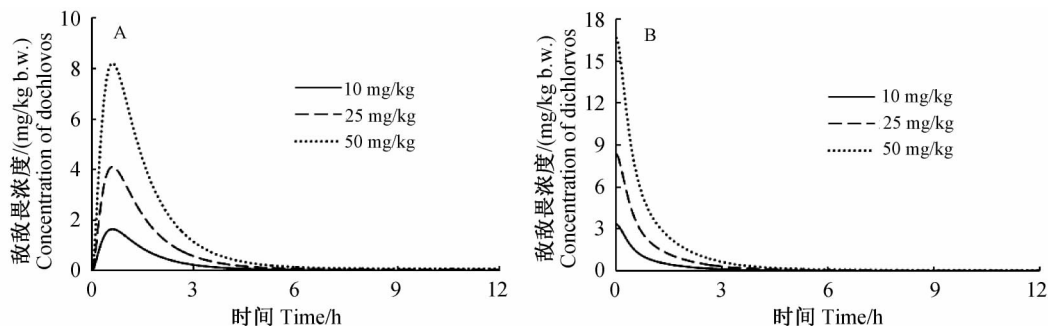 敌敌畏浓度/(mg/kg b.w.)
Concentration of dochlovos
10
8
6
4
2
0
A
10 mg/kg
25 mg/kg
50 mg/kg
0 3 6 9 12
时间 Time/h
敌敌畏浓度/(mg/kg b.w.)
Concentration of dichlorvos
18
15
12
9
6
3
0
B
10 mg/kg
25 mg/kg
50 mg/kg
0 3 6 9 12
时间 Time/h